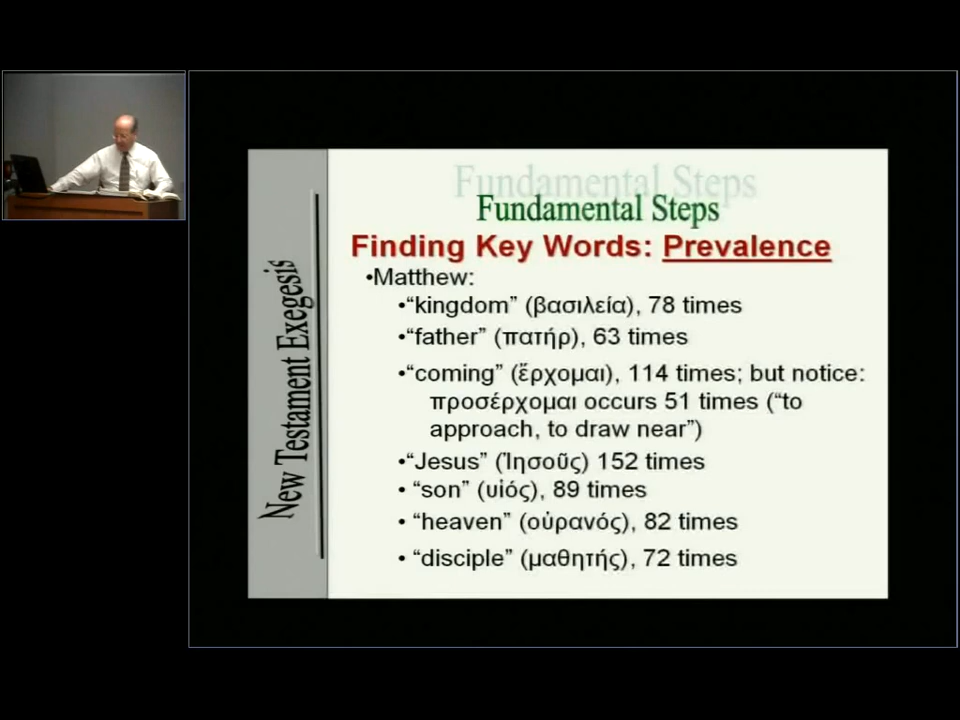 Fundamental Steps
Fundamental Steps
New Testament Exegesis
Finding Key Words: Prevalence
•Matthew:
•“kingdom” (βασιλεία), 78 times
•“father” (πατήρ), 63 times
•“coming” (ἔρχομαι), 114 times; but notice:
προσέρχομαι occurs 51 times (“to
approach, to draw near”)
•“Jesus” (Ἰησοῦς) 152 times
• “son” (υἱός), 89 times
• “heaven” (οὐρανός), 82 times
• “disciple” (μαθητής), 72 times